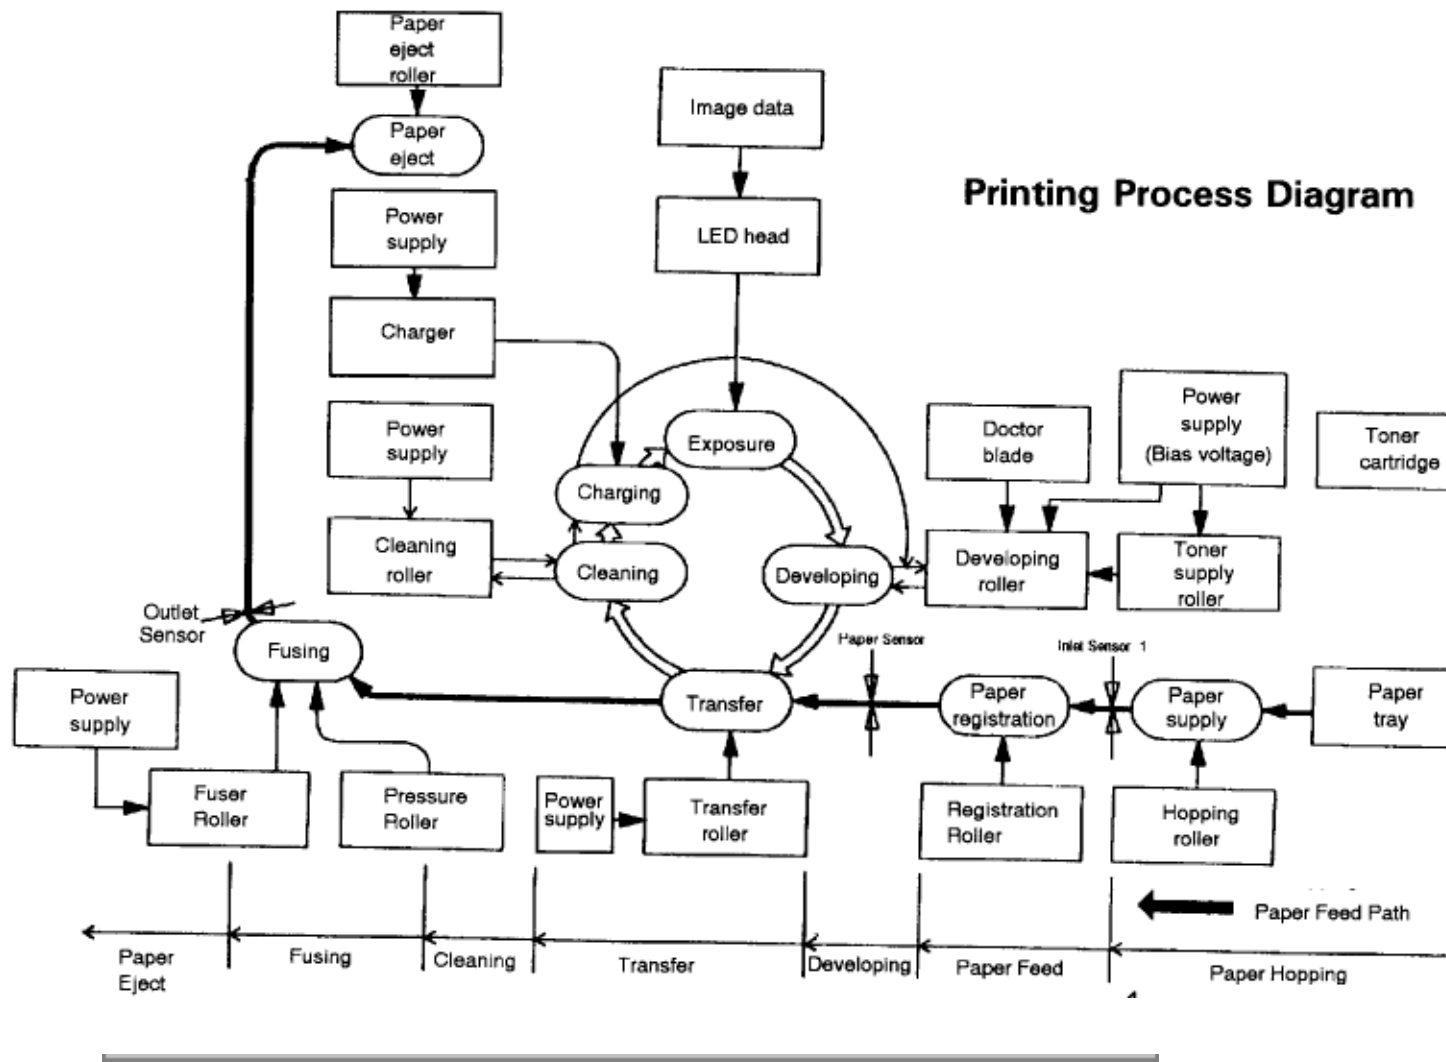 Paper
eject
roller
Paper
eject
Image data
LED head
Printing Process Diagram
Power
supply
Charger
Power
supply
Cleaning
roller
Exposure
Charging
Cleaning
Developing
Transfer
Doctor
blade
Power
supply
(Bias voltage)
Toner
cartridge
Developing
roller
Toner
supply
roller
Outlet
Sensor
Fusing
Paper Sensor
Inlet Sensor 1
Paper
registration
Paper
supply
Paper
tray
Power
supply
Fuser
Roller
Pressure
Roller
Power
supply
Transfer
roller
Registration
Roller
Hopping
roller
Paper Feed Path
Paper
Eject
Fusing
Cleaning
Transfer
Developing
Paper Feed
Paper Hopping